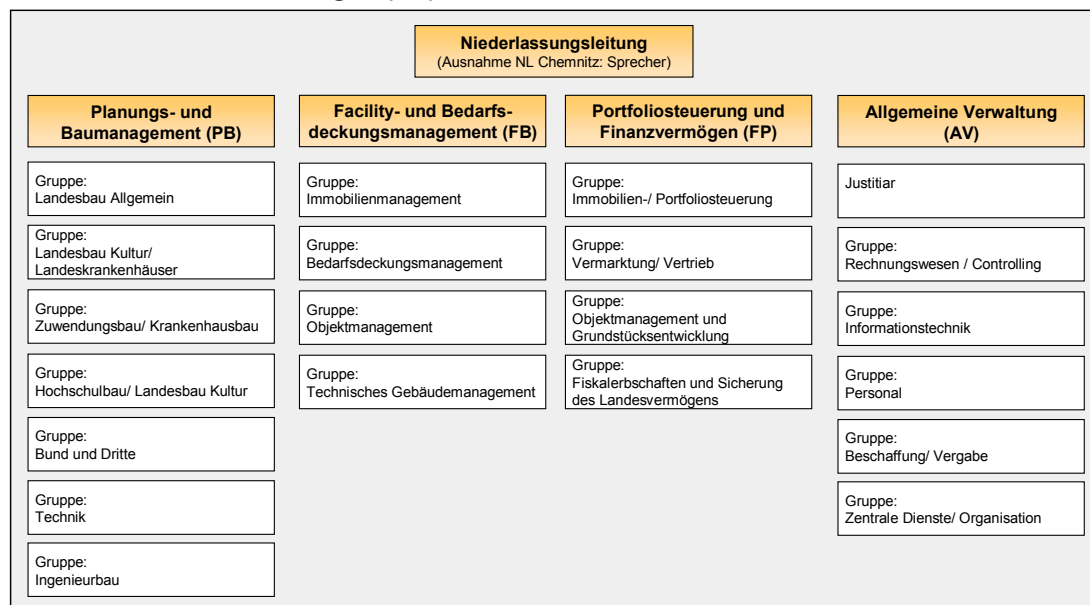 Niederlassungsleitung
(Ausnahme NL Chemnitz: Sprecher)
Planungs- und
Baumanagement (PB)
Gruppe:
Landesbau Allgemein
Gruppe:
Landesbau Kultur/
Landeskrankenhäuser
Gruppe:
Zuwendungsbau/ Krankenhausbau
Gruppe:
Hochschulbau/ Landesbau Kultur
Gruppe:
Bund und Dritte
Gruppe:
Technik
Gruppe:
Ingenieurbau
Facility- und Bedarfs-
deckungsmanagement (FB)
Gruppe:
Immobilienmanagement
Gruppe:
Bedarfsdeckungsmanagement
Gruppe:
Objektmanagement
Gruppe:
Technisches Gebäudemanagement
Portfoliosteuerung und
Finanzvermögen (FP)
Gruppe:
Immobilien-/ Portfoliosteuerung
Gruppe:
Vermarktung/ Vertrieb
Gruppe:
Objektmanagement und
Grundstücksentwicklung
Gruppe:
Fiskalerbschaften und Sicherung
des Landesvermögens
Allgemeine Verwaltung
(AV)
Justitiar
Gruppe:
Rechnungswesen / Controlling
Gruppe:
Informationstechnik
Gruppe:
Personal
Gruppe:
Beschaffung/ Vergabe
Gruppe:
Zentrale Dienste/ Organisation